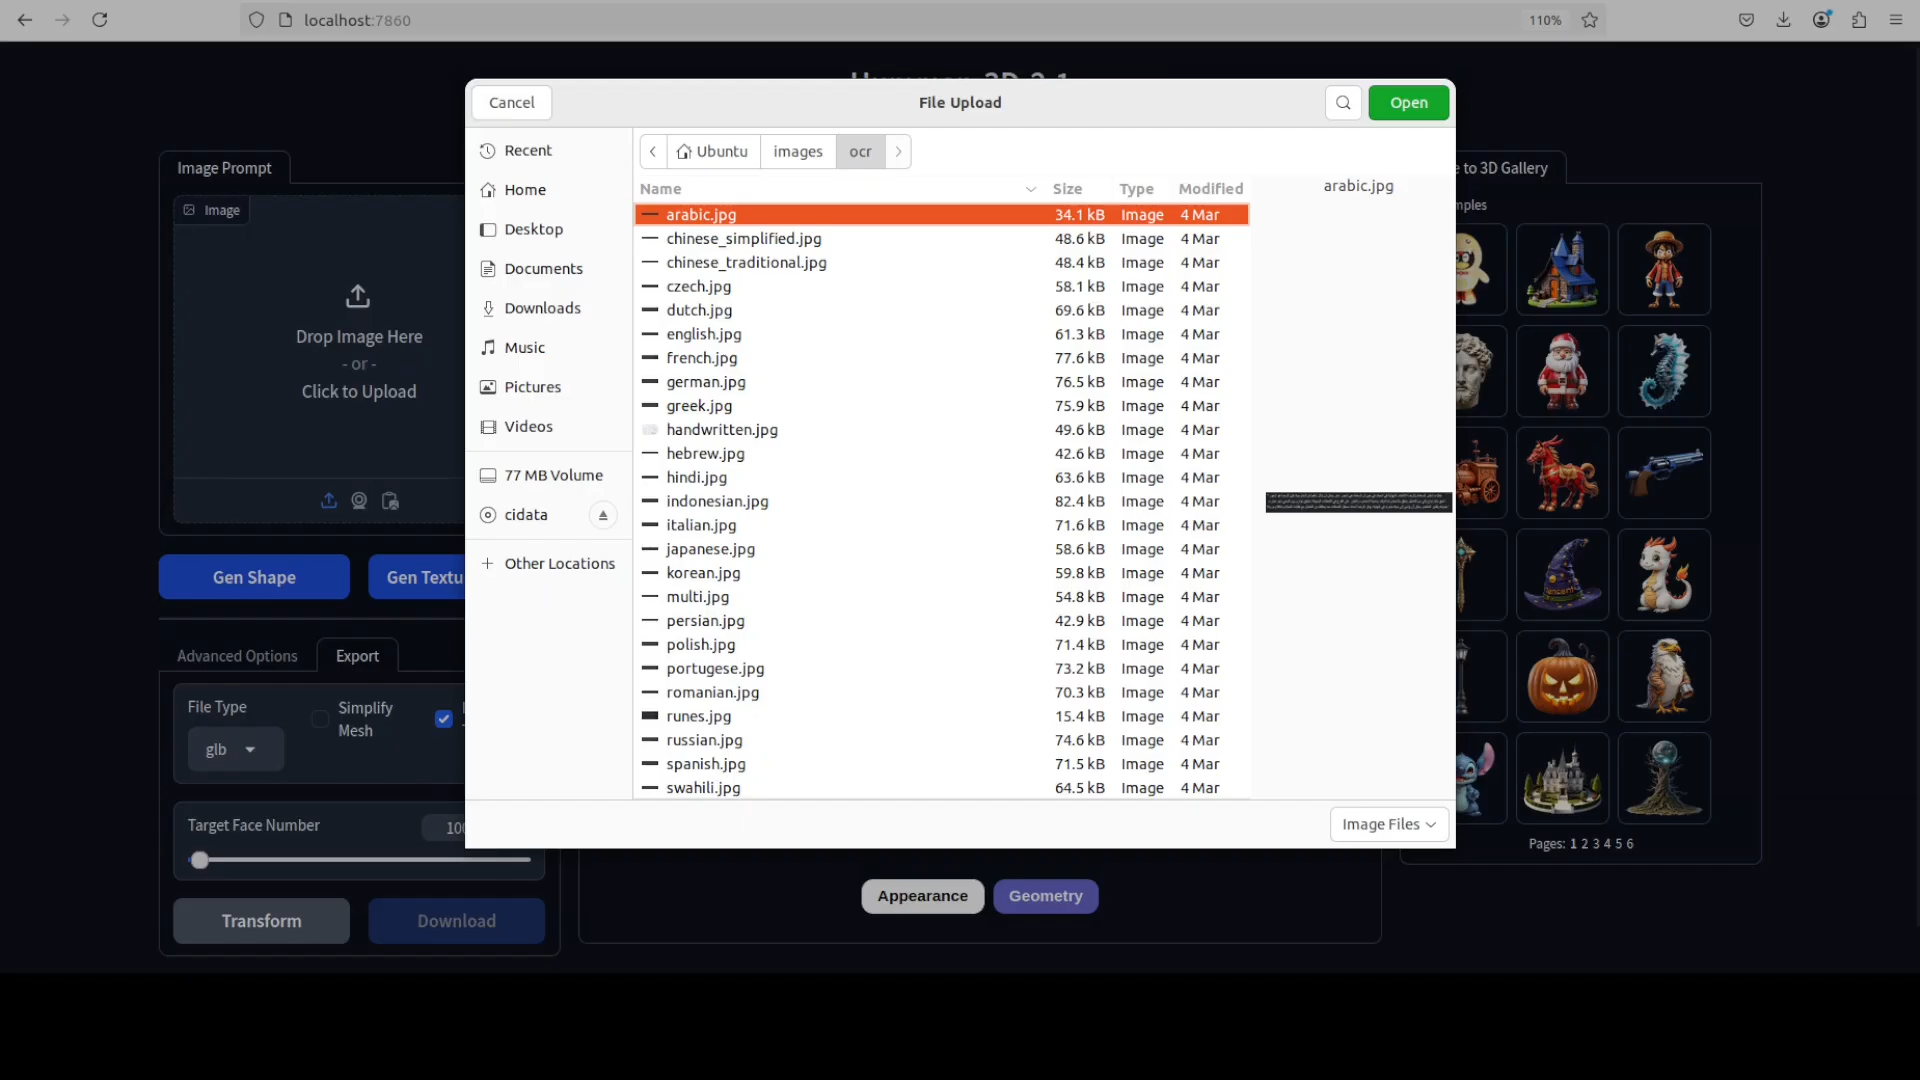 localhost:7860
110%
Image Prompt
Image
Drop Image Here
- or -
Click to Upload
Gen Shape
Gen Textu
Advanced Options
Export
File Type
glb
Simplify
Mesh
Target Face Number
Transform
Download
Cancel
File Upload
Open
Recent
Home
Desktop
Documents
Downloads
Music
Pictures
Videos
77 MB Volume
cidata
Other Locations
Ubuntu
images
ocr
Name Size Type Modified
arabic.jpg 34.1 kB Image 4 Mar
chinese_simplified.jpg 48.6 kB Image 4 Mar
chinese_traditional.jpg 48.4 kB Image 4 Mar
czech.jpg 58.1 kB Image 4 Mar
dutch.jpg 69.6 kB Image 4 Mar
english.jpg 61.3 kB Image 4 Mar
french.jpg 77.6 kB Image 4 Mar
german.jpg 76.5 kB Image 4 Mar
greek.jpg 75.9 kB Image 4 Mar
handwritten.jpg 49.6 kB Image 4 Mar
hebrew.jpg 42.6 kB Image 4 Mar
hindi.jpg 63.6 kB Image 4 Mar
indonesian.jpg 82.4 kB Image 4 Mar
italian.jpg 71.6 kB Image 4 Mar
japanese.jpg 58.6 kB Image 4 Mar
korean.jpg 59.8 kB Image 4 Mar
multi.jpg 54.8 kB Image 4 Mar
persian.jpg 42.9 kB Image 4 Mar
polish.jpg 71.4 kB Image 4 Mar
portugese.jpg 73.2 kB Image 4 Mar
romanian.jpg 70.3 kB Image 4 Mar
runes.jpg 15.4 kB Image 4 Mar
russian.jpg 74.6 kB Image 4 Mar
spanish.jpg 71.5 kB Image 4 Mar
swahili.jpg 64.5 kB Image 4 Mar
arabic.jpg
Image Files
Appearance
Geometry
e to 3D Gallery
mples
Pages: 1 2 3 4 5 6